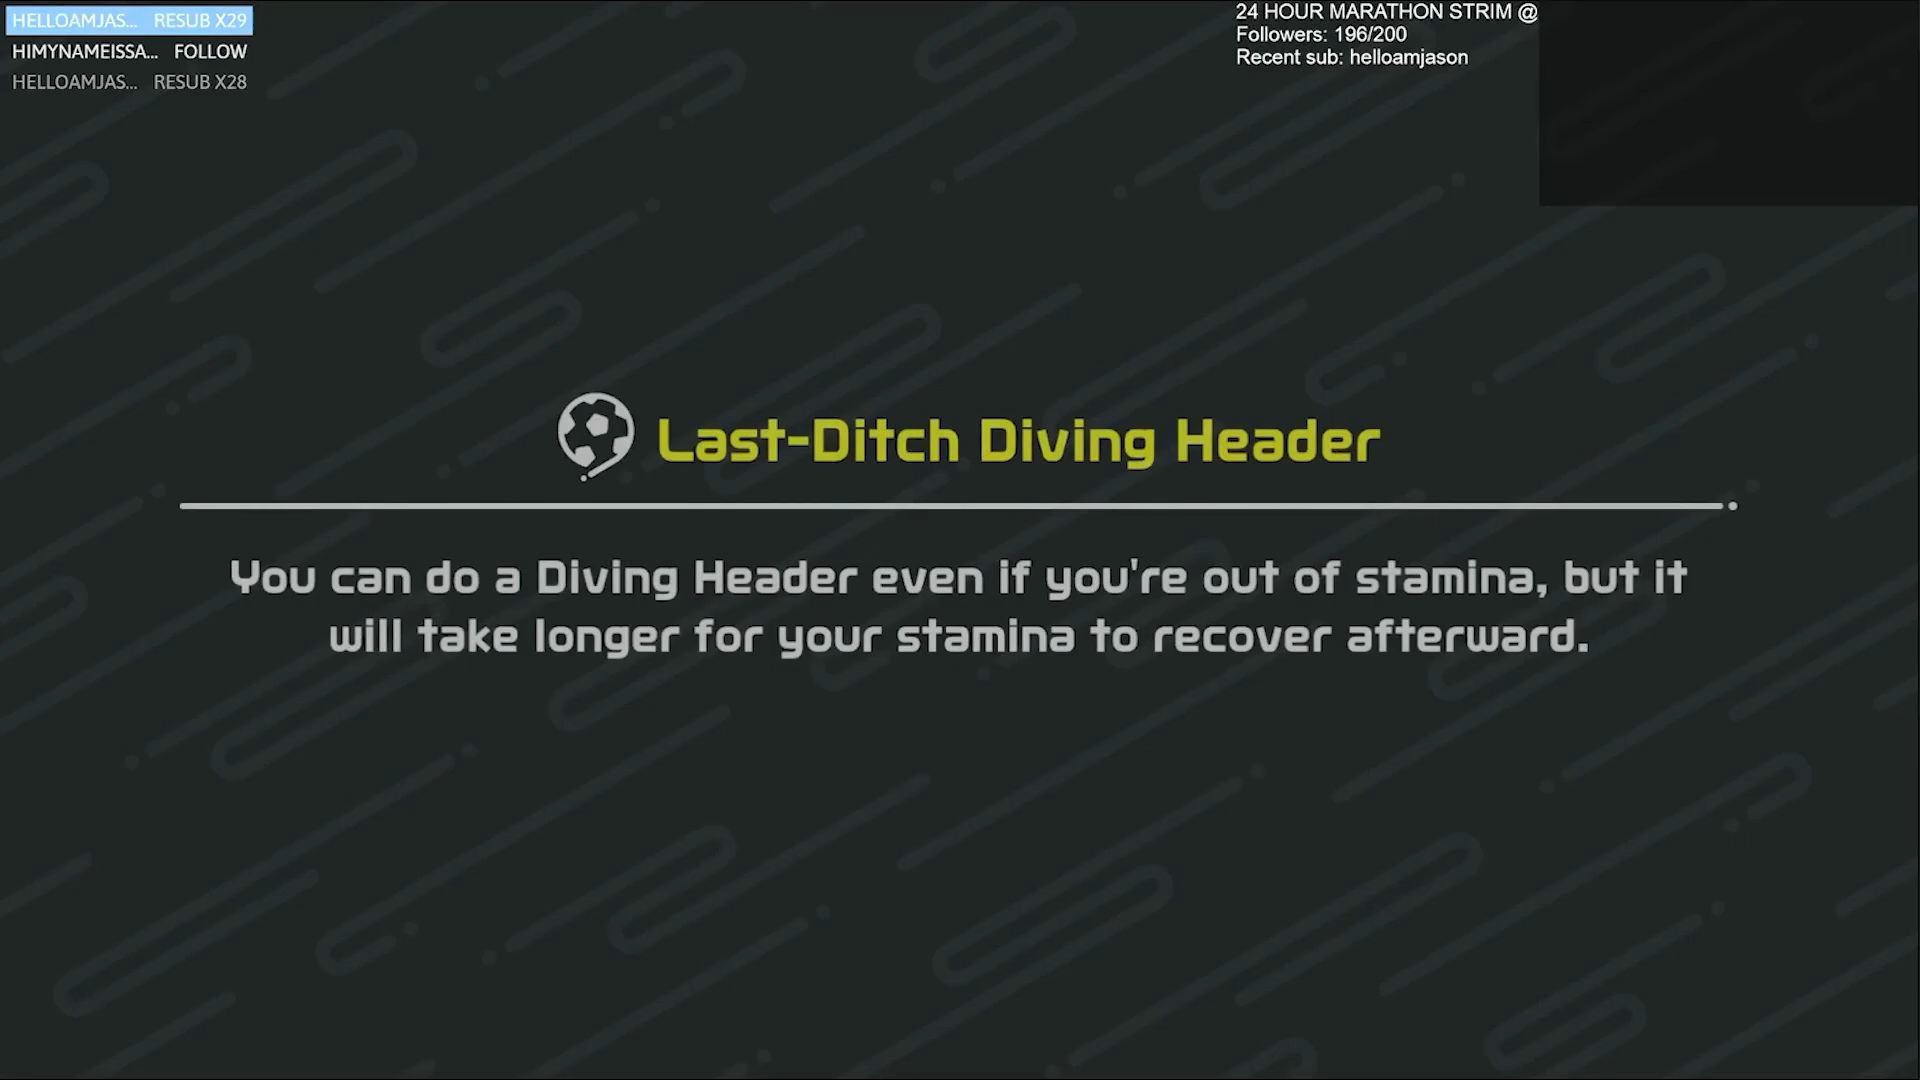 HELLOAMJAS... RESUB X29
HIMYNAMEISSA... FOLLOW
HELLOAMJAS... RESUB X28
24 HOUR MARATHON STRIM @
Followers: 196/200
Recent sub: helloamjason
Last-Ditch Diving Header
You can do a Diving Header even if you're out of stamina, but it
will take longer for your stamina to recover afterward.